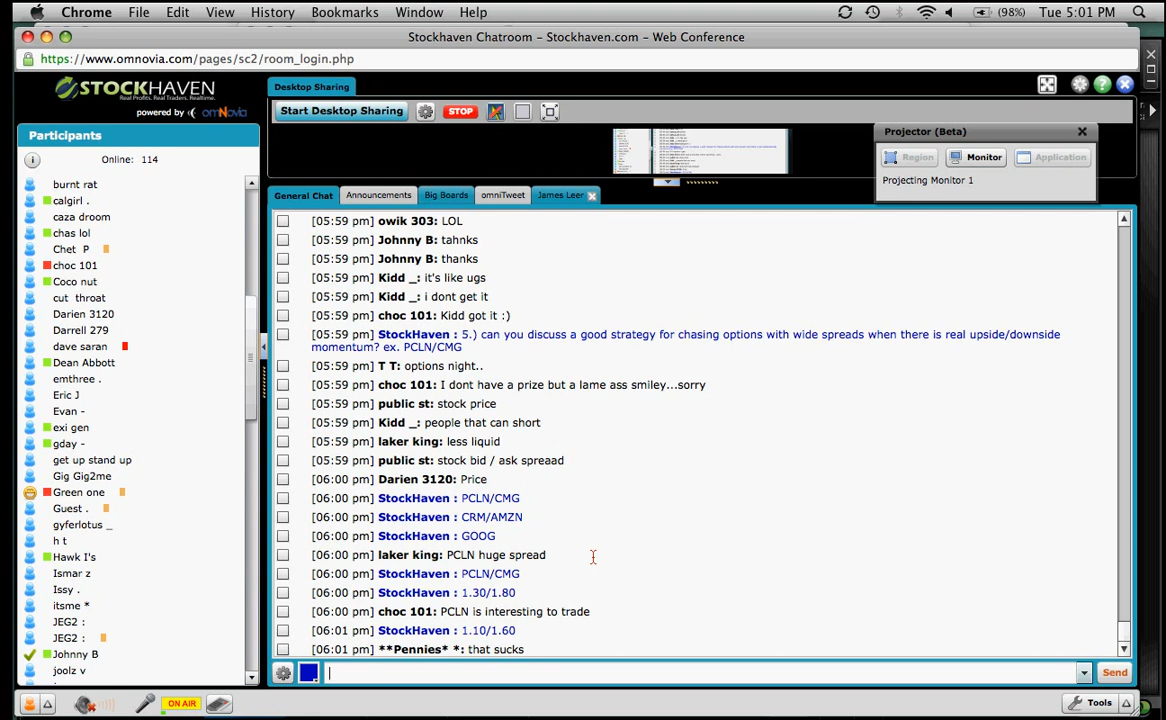 Chrome File Edit View History Bookmarks Window Help (98%) Tue 5:01 PM
Stockhaven Chatroom – Stockhaven.com – Web Conference
https://www.omnovia.com/pages/sc2/room_login.php
STOCKHAVEN
Real Profits. Real Traders. Realtime.
powered by omNovia
Desktop Sharing
Start Desktop Sharing STOP
Projector (Beta)
Region Monitor Application
Projecting Monitor 1
Participants
Online: 114
burnt rat
calgirl .
caza droom
chas lol
Chet P
choc 101
Coco nut
cut throat
Darien 3120
Darrell 279
dave saran
Dean Abbott
emthree .
Eric J
Evan -
exi gen
gday -
get up stand up
Gig Gig2me
Green one
Guest .
gyferlotus _
h t
Hawk I's
Ismar z
Issy .
itsme *
JEG2 :
JEG2 :
Johnny B
joolz v
General Chat Announcements Big Boards omniTweet James Leer
[05:59 pm] owik 303: LOL
[05:59 pm] Johnny B: tahnks
[05:59 pm] Johnny B: thanks
[05:59 pm] Kidd _: it's like ugs
[05:59 pm] Kidd _: i dont get it
[05:59 pm] choc 101: Kidd got it :)
[05:59 pm] StockHaven : 5.) can you discuss a good strategy for chasing options with wide spreads when there is real upside/downside
momentum? ex. PCLN/CMG
[05:59 pm] T T: options night..
[05:59 pm] choc 101: I dont have a prize but a lame ass smiley...sorry
[05:59 pm] public st: stock price
[05:59 pm] Kidd _: people that can short
[05:59 pm] laker king: less liquid
[05:59 pm] public st: stock bid / ask spreaad
[06:00 pm] Darien 3120: Price
[06:00 pm] StockHaven : PCLN/CMG
[06:00 pm] StockHaven : CRM/AMZN
[06:00 pm] StockHaven : GOOG
[06:00 pm] laker king: PCLN huge spread
[06:00 pm] StockHaven : PCLN/CMG
[06:00 pm] StockHaven : 1.30/1.80
[06:00 pm] choc 101: PCLN is interesting to trade
[06:01 pm] StockHaven : 1.10/1.60
[06:01 pm] **Pennies* *: that sucks
Send
ON AIR
Tools